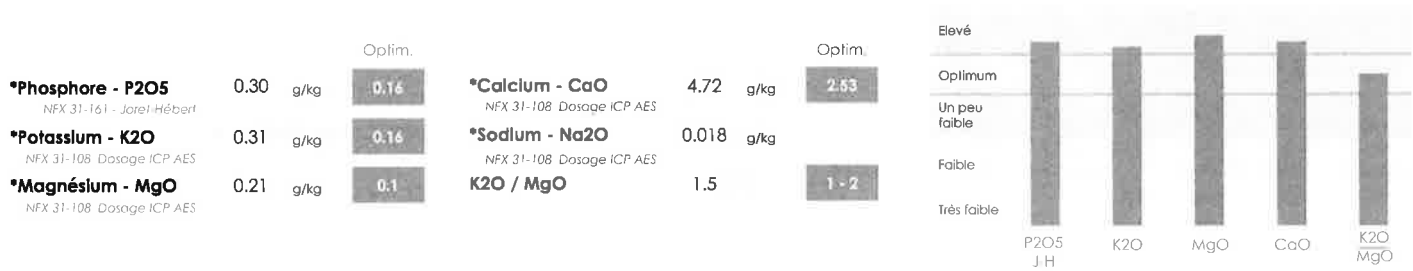 Optim.
*Phosphore - P2O5 0.30 g/kg 0.16
NFX 31-161 - Joret-Hébert
*Potassium - K2O 0.31 g/kg 0.16
NFX 31-108 Dosage ICP AES
*Magnésium - MgO 0.21 g/kg 0.1
NFX 31-108 Dosage ICP AES
Optim.
*Calcium - CaO 4.72 g/kg 2.53
NFX 31-108 Dosage ICP AES
*Sodium - Na2O 0.018 g/kg
NFX 31-108 Dosage ICP AES
K2O / MgO 1.5 1 - 2
Elevé
Optimum
Un peu
faible
Faible
Très faible
P2O5
J-H
K2O
MgO
CaO
K2O
MgO